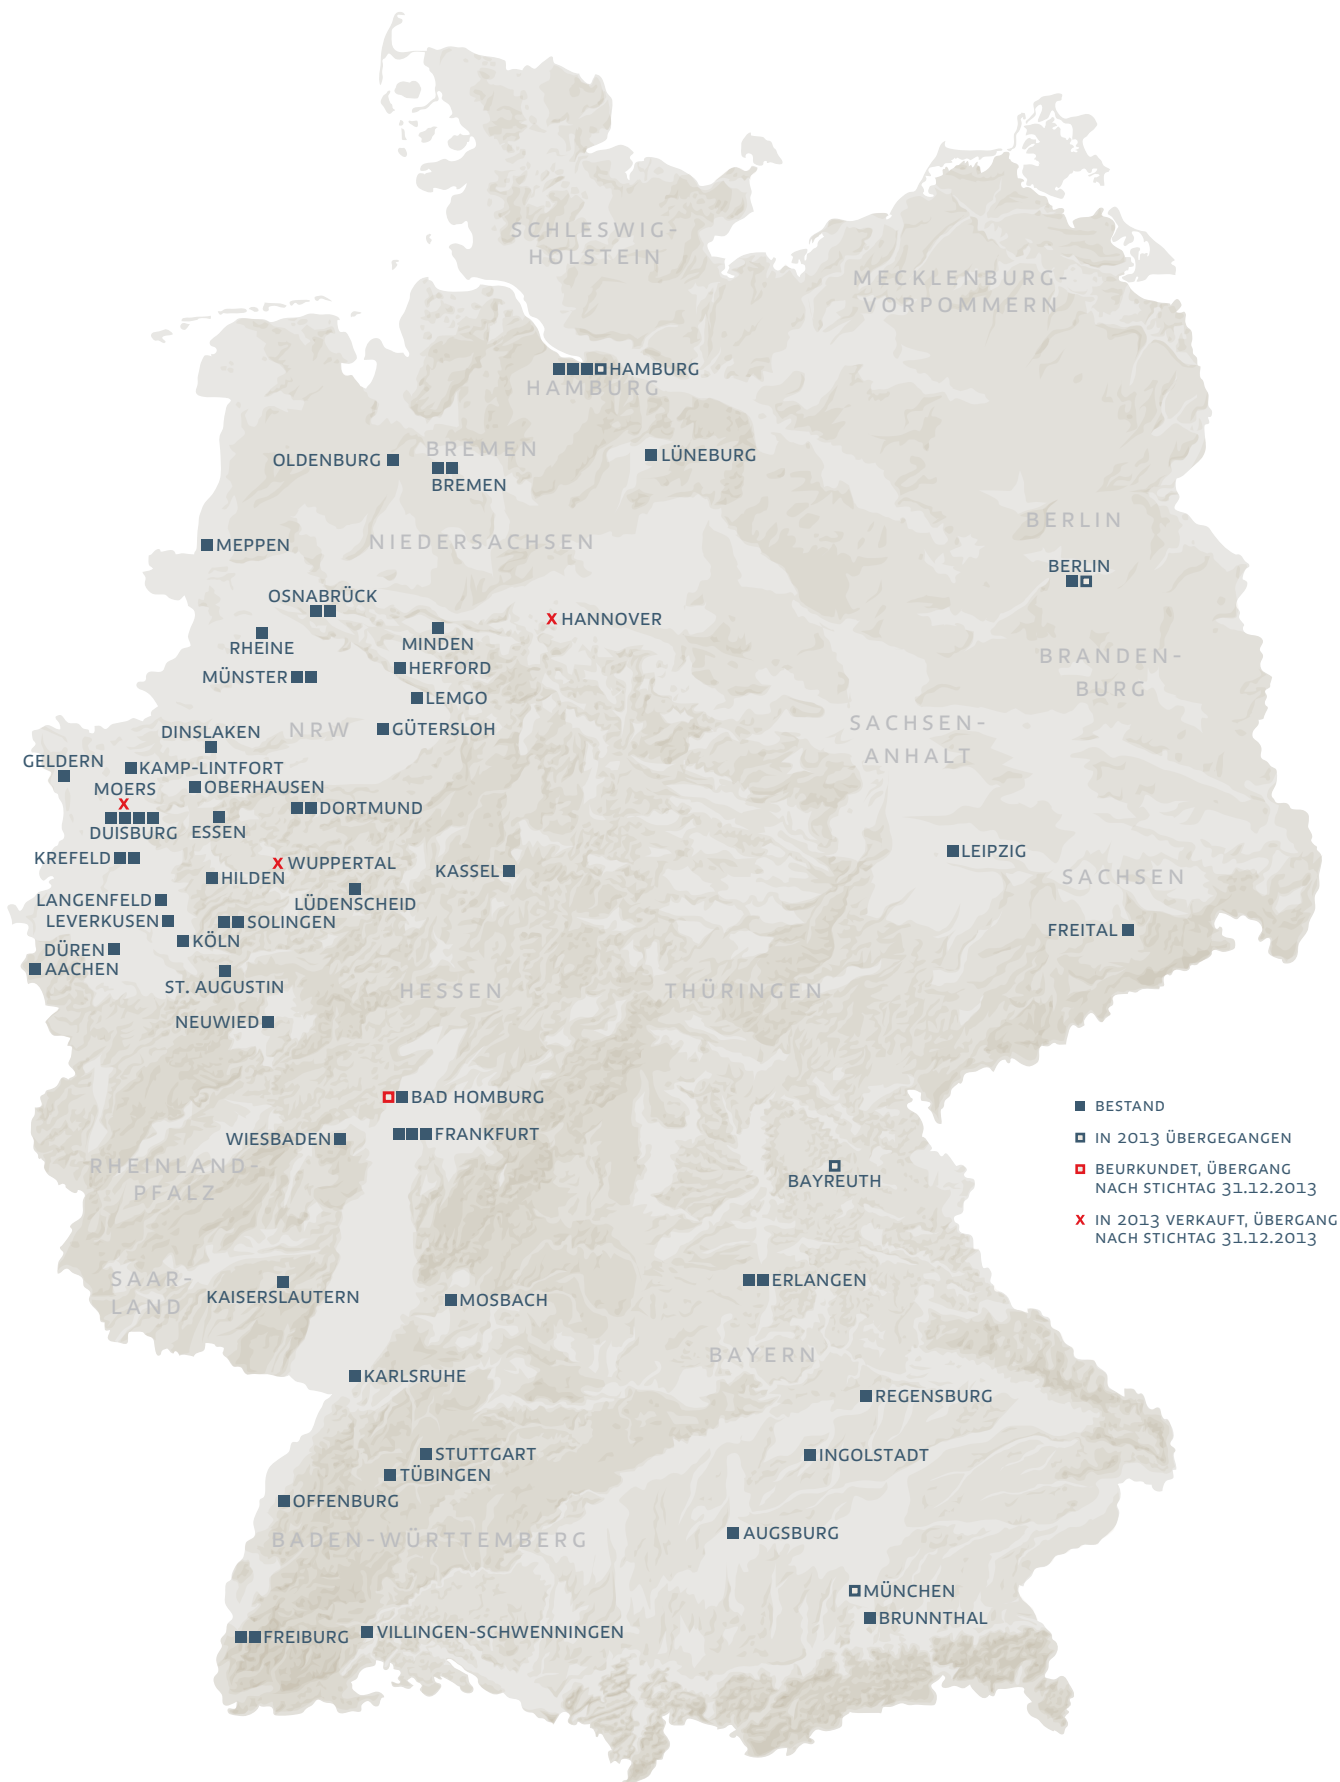 SCHLESWIG-
HOLSTEIN
MECKLENBURG-
VORPOMMERN
HAMBURG
HAMBURG
BREMEN
OLDENBURG
LÜNEBURG
BREMEN
BERLIN
NIEDERSACHSEN
MEPPEN
BERLIN
OSNABRÜCK
X HANNOVER
RHEINE
MINDEN
BRANDEN-
BURG
HERFORD
MÜNSTER
LEMGO
SACHSEN-
ANHALT
NRW
GÜTERSLOH
DINSLAKEN
GELDERN
KAMP-LINTFORT
OBERHAUSEN
MOERS
X
DORTMUND
DUISBURG
ESSEN
LEIPZIG
KREFELD
X WUPPERTAL
KASSEL
HILDEN
SACHSEN
LANGENFELD
LÜDENSCHEID
LEVERKUSEN
SOLINGEN
FREITAL
KÖLN
DÜREN
AACHEN
ST. AUGUSTIN
HESSEN
THÜRINGEN
NEUWIED
BAD HOMBURG
BESTAND
FRANKFURT
WIESBADEN
IN 2013 ÜBERGEGANGEN
RHEINLAND-
PFALZ
BAYREUTH
BEURKUNDET, ÜBERGANG
NACH STICHTAG 31.12.2013
X IN 2013 VERKAUFT, ÜBERGANG
NACH STICHTAG 31.12.2013
SAAR-
LAND
ERLANGEN
KAISERSLAUTERN
MOSBACH
BAYERN
KARLSRUHE
REGENSBURG
STUTTGART
INGOLSTADT
TÜBINGEN
OFFENBURG
BADEN-WÜRTTEMBERG
AUGSBURG
MÜNCHEN
BRUNNTHAL
FREIBURG
VILLINGEN-SCHWENNINGEN